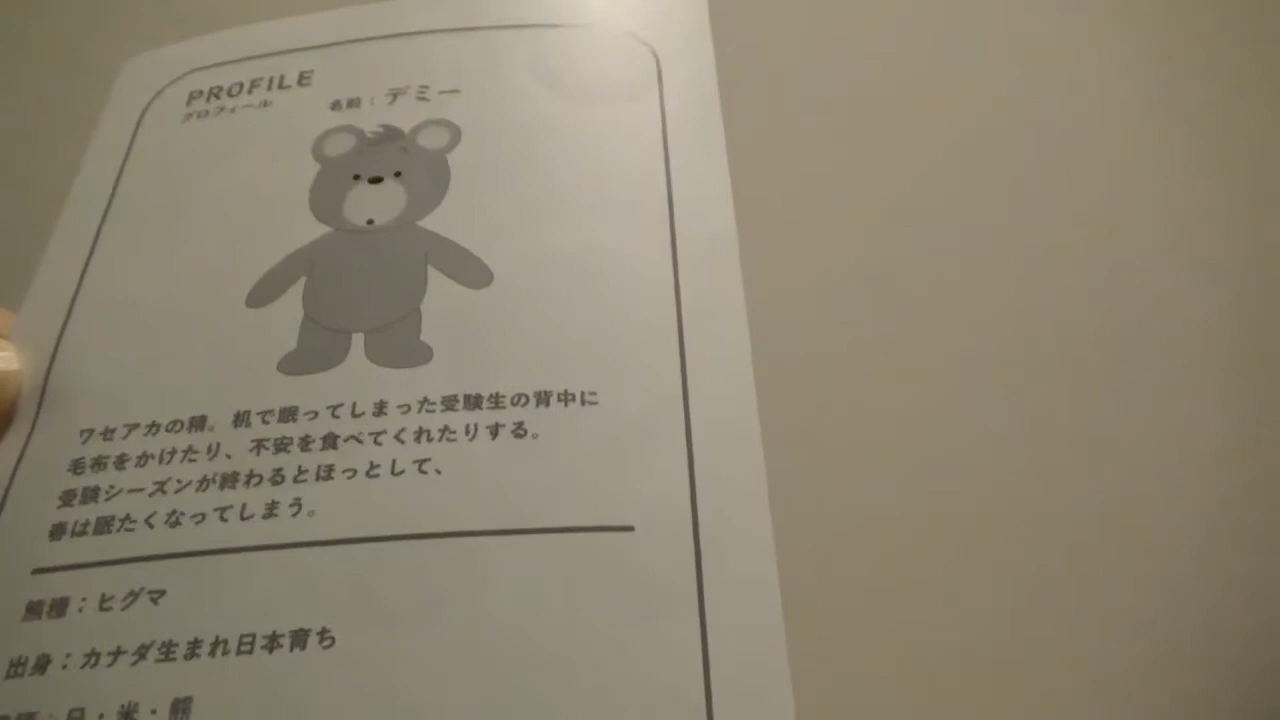 PROFILE
プロフィール
名前：デミー
ワセアカの精。机で眠ってしまった受験生の背中に
毛布をかけたり、不安を食べてくれたりする。
受験シーズンが終わるとほっとして、
春は眠たくなってしまう。
熊種：ヒグマ
出身：カナダ生まれ日本育ち
日・米・熊